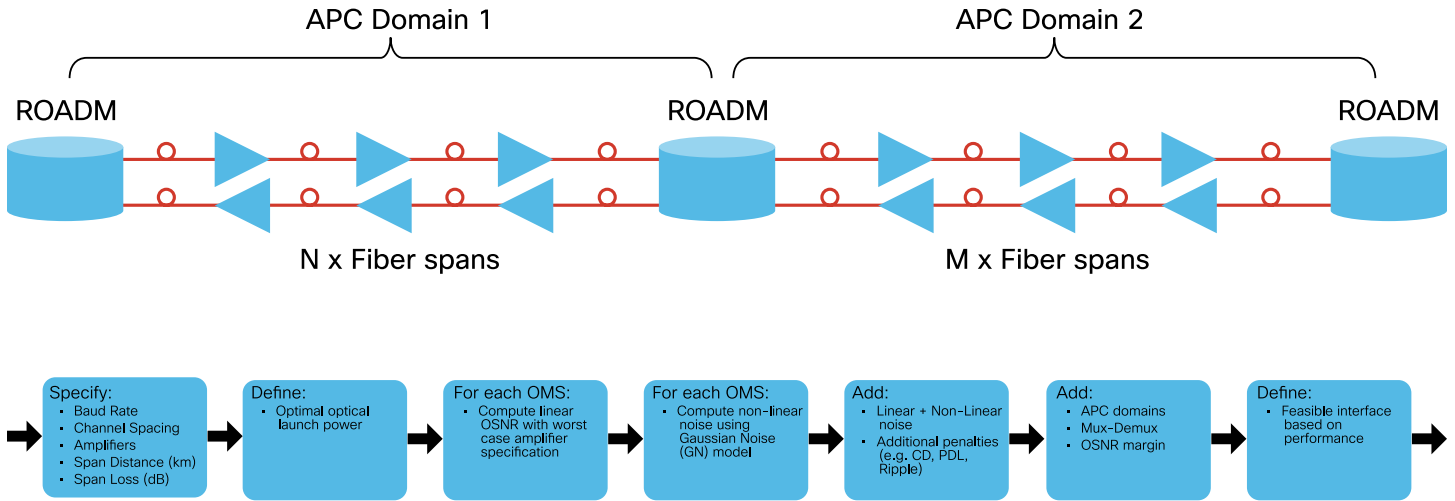 APC Domain 1
APC Domain 2
ROADM
ROADM
ROADM
N x Fiber spans
M x Fiber spans
Specify:
▪ Baud Rate
▪ Channel Spacing
▪ Amplifiers
▪ Span Distance (km)
▪ Span Loss (dB)
Define:
▪ Optimal optical
launch power
For each OMS:
▪ Compute linear
OSNR with worst
case amplifier
specification
For each OMS:
▪ Compute non-linear
noise using
Gaussian Noise
(GN) model
Add:
▪ Linear + Non-Linear
noise
▪ Additional penalties
(e.g. CD, PDL,
Ripple)
Add:
▪ APC domains
▪ Mux-Demux
▪ OSNR margin
Define:
▪ Feasible interface
based on
performance